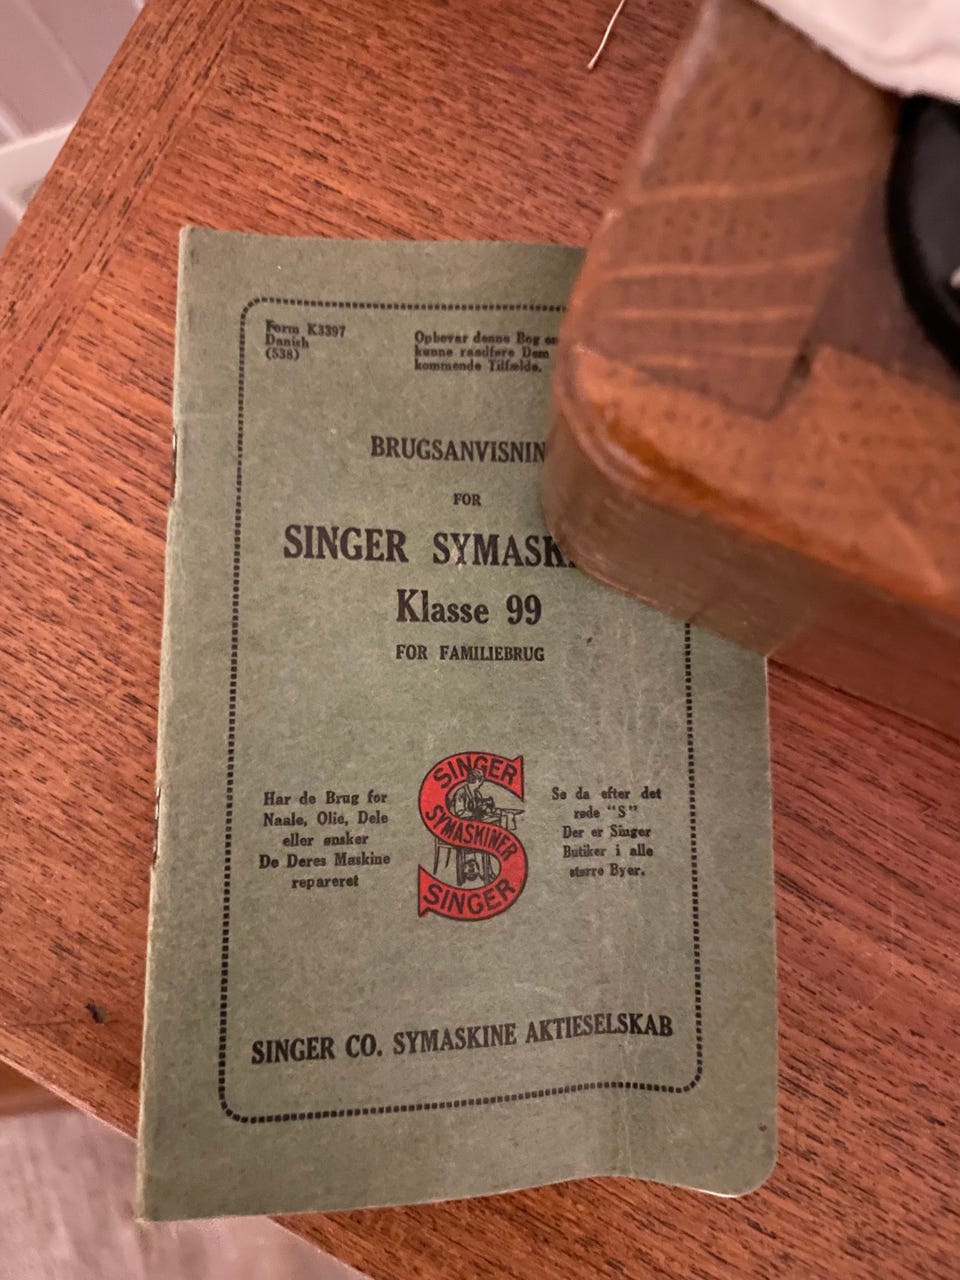 Form K3397
Danish
(538)
Opbevar denne Bog
kunne raadføre Dem
kommende Tilfælde.
BRUGSANVISNIN
FOR
SINGER SYMASK
Klasse 99
FOR FAMILIEBRUG
Har de Brug for
Naale, Olie, Dele
eller ønsker
De Deres Maskine
repareret
SINGER
SYMASKINER
SINGER
Se da efter det
røde "S"
Der er Singer
Butiker i alle
større Byer.
SINGER CO. SYMASKINE AKTIESELSKAB